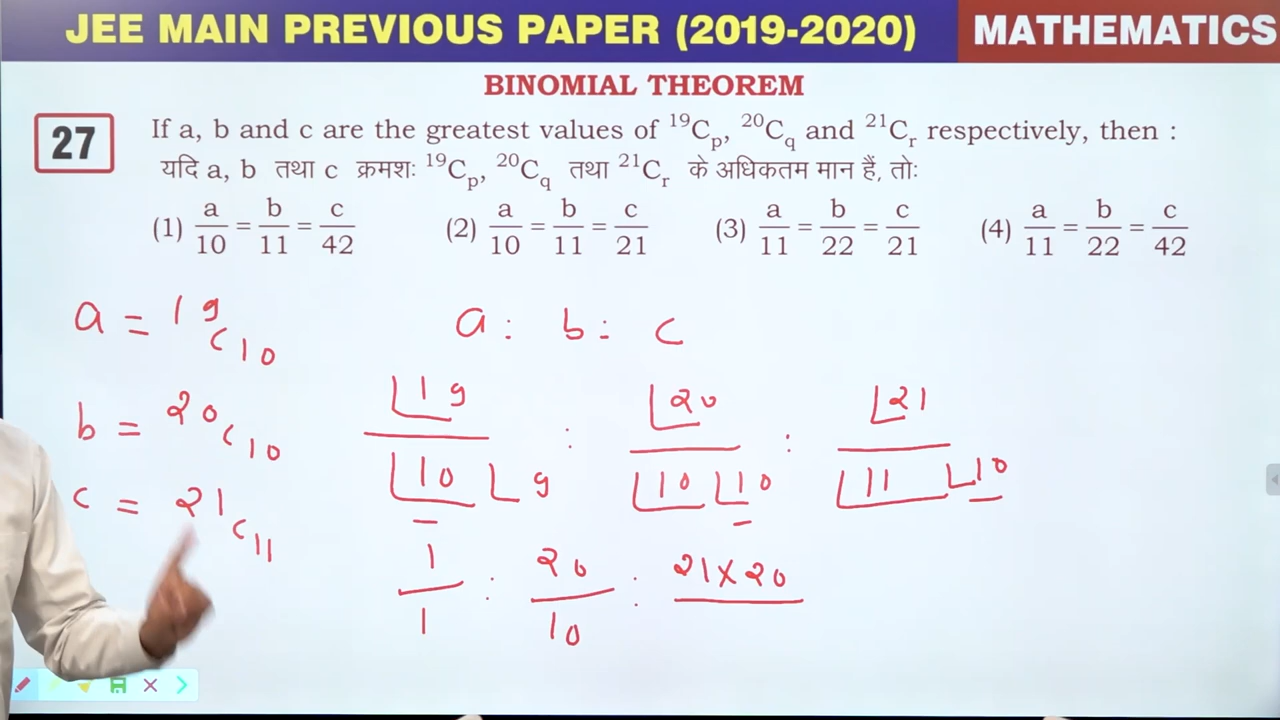 JEE MAIN PREVIOUS PAPER (2019-2020) MATHEMATICS
BINOMIAL THEOREM
27 If a, b and c are the greatest values of ¹⁹Cₚ, ²⁰C_q and ²¹Cᵣ respectively, then :
यदि a, b तथा c क्रमशः ¹⁹Cₚ, ²⁰C_q तथा ²¹Cᵣ के अधिकतम मान हैं, तोः
(1) a/10 = b/11 = c/42 (2) a/10 = b/11 = c/21 (3) a/11 = b/22 = c/21 (4) a/11 = b/22 = c/42
a = ¹⁹C₁₀ a : b : c
b = ²⁰C₁₀ ∟19/∟10 ∟9 : ∟20/∟10 ∟10 : ∟21/∟11 ∟10
c = ²¹C₁₁
1/1 : 20/10 : 21×20